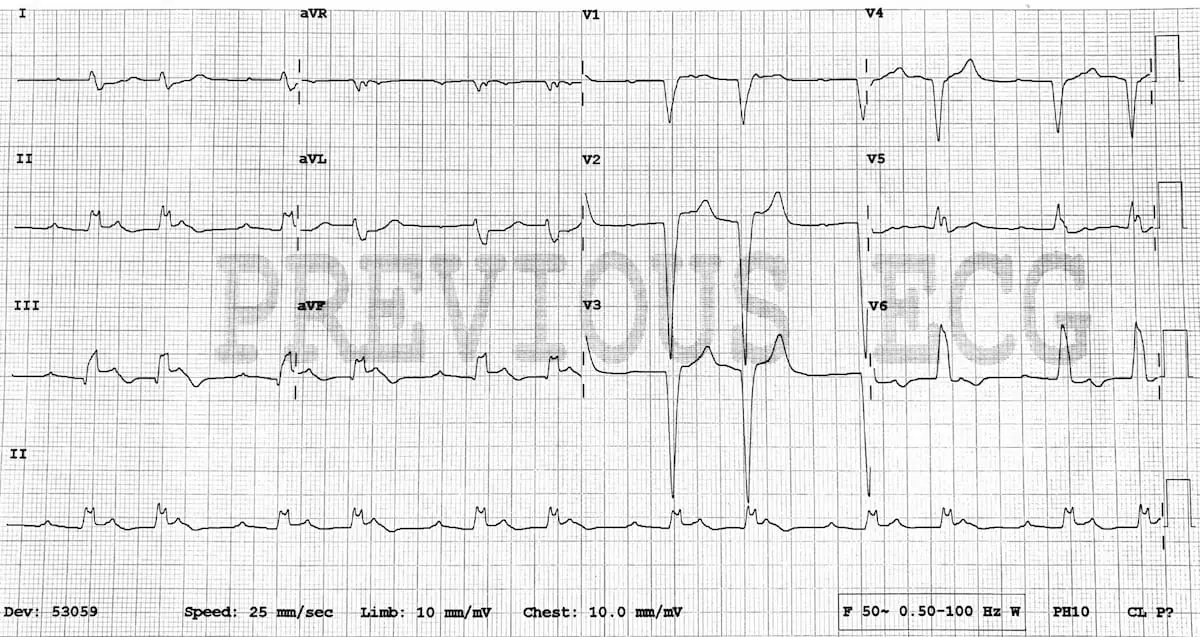 I aVR V1 V4
II aVL V2 V5
PREVIOUS ECG
III aVF V3 V6
II
Dev: 53059 Speed: 25 mm/sec Limb: 10 mm/mV Chest: 10.0 mm/mV F 50~ 0.50-100 Hz W PH10 CL P?